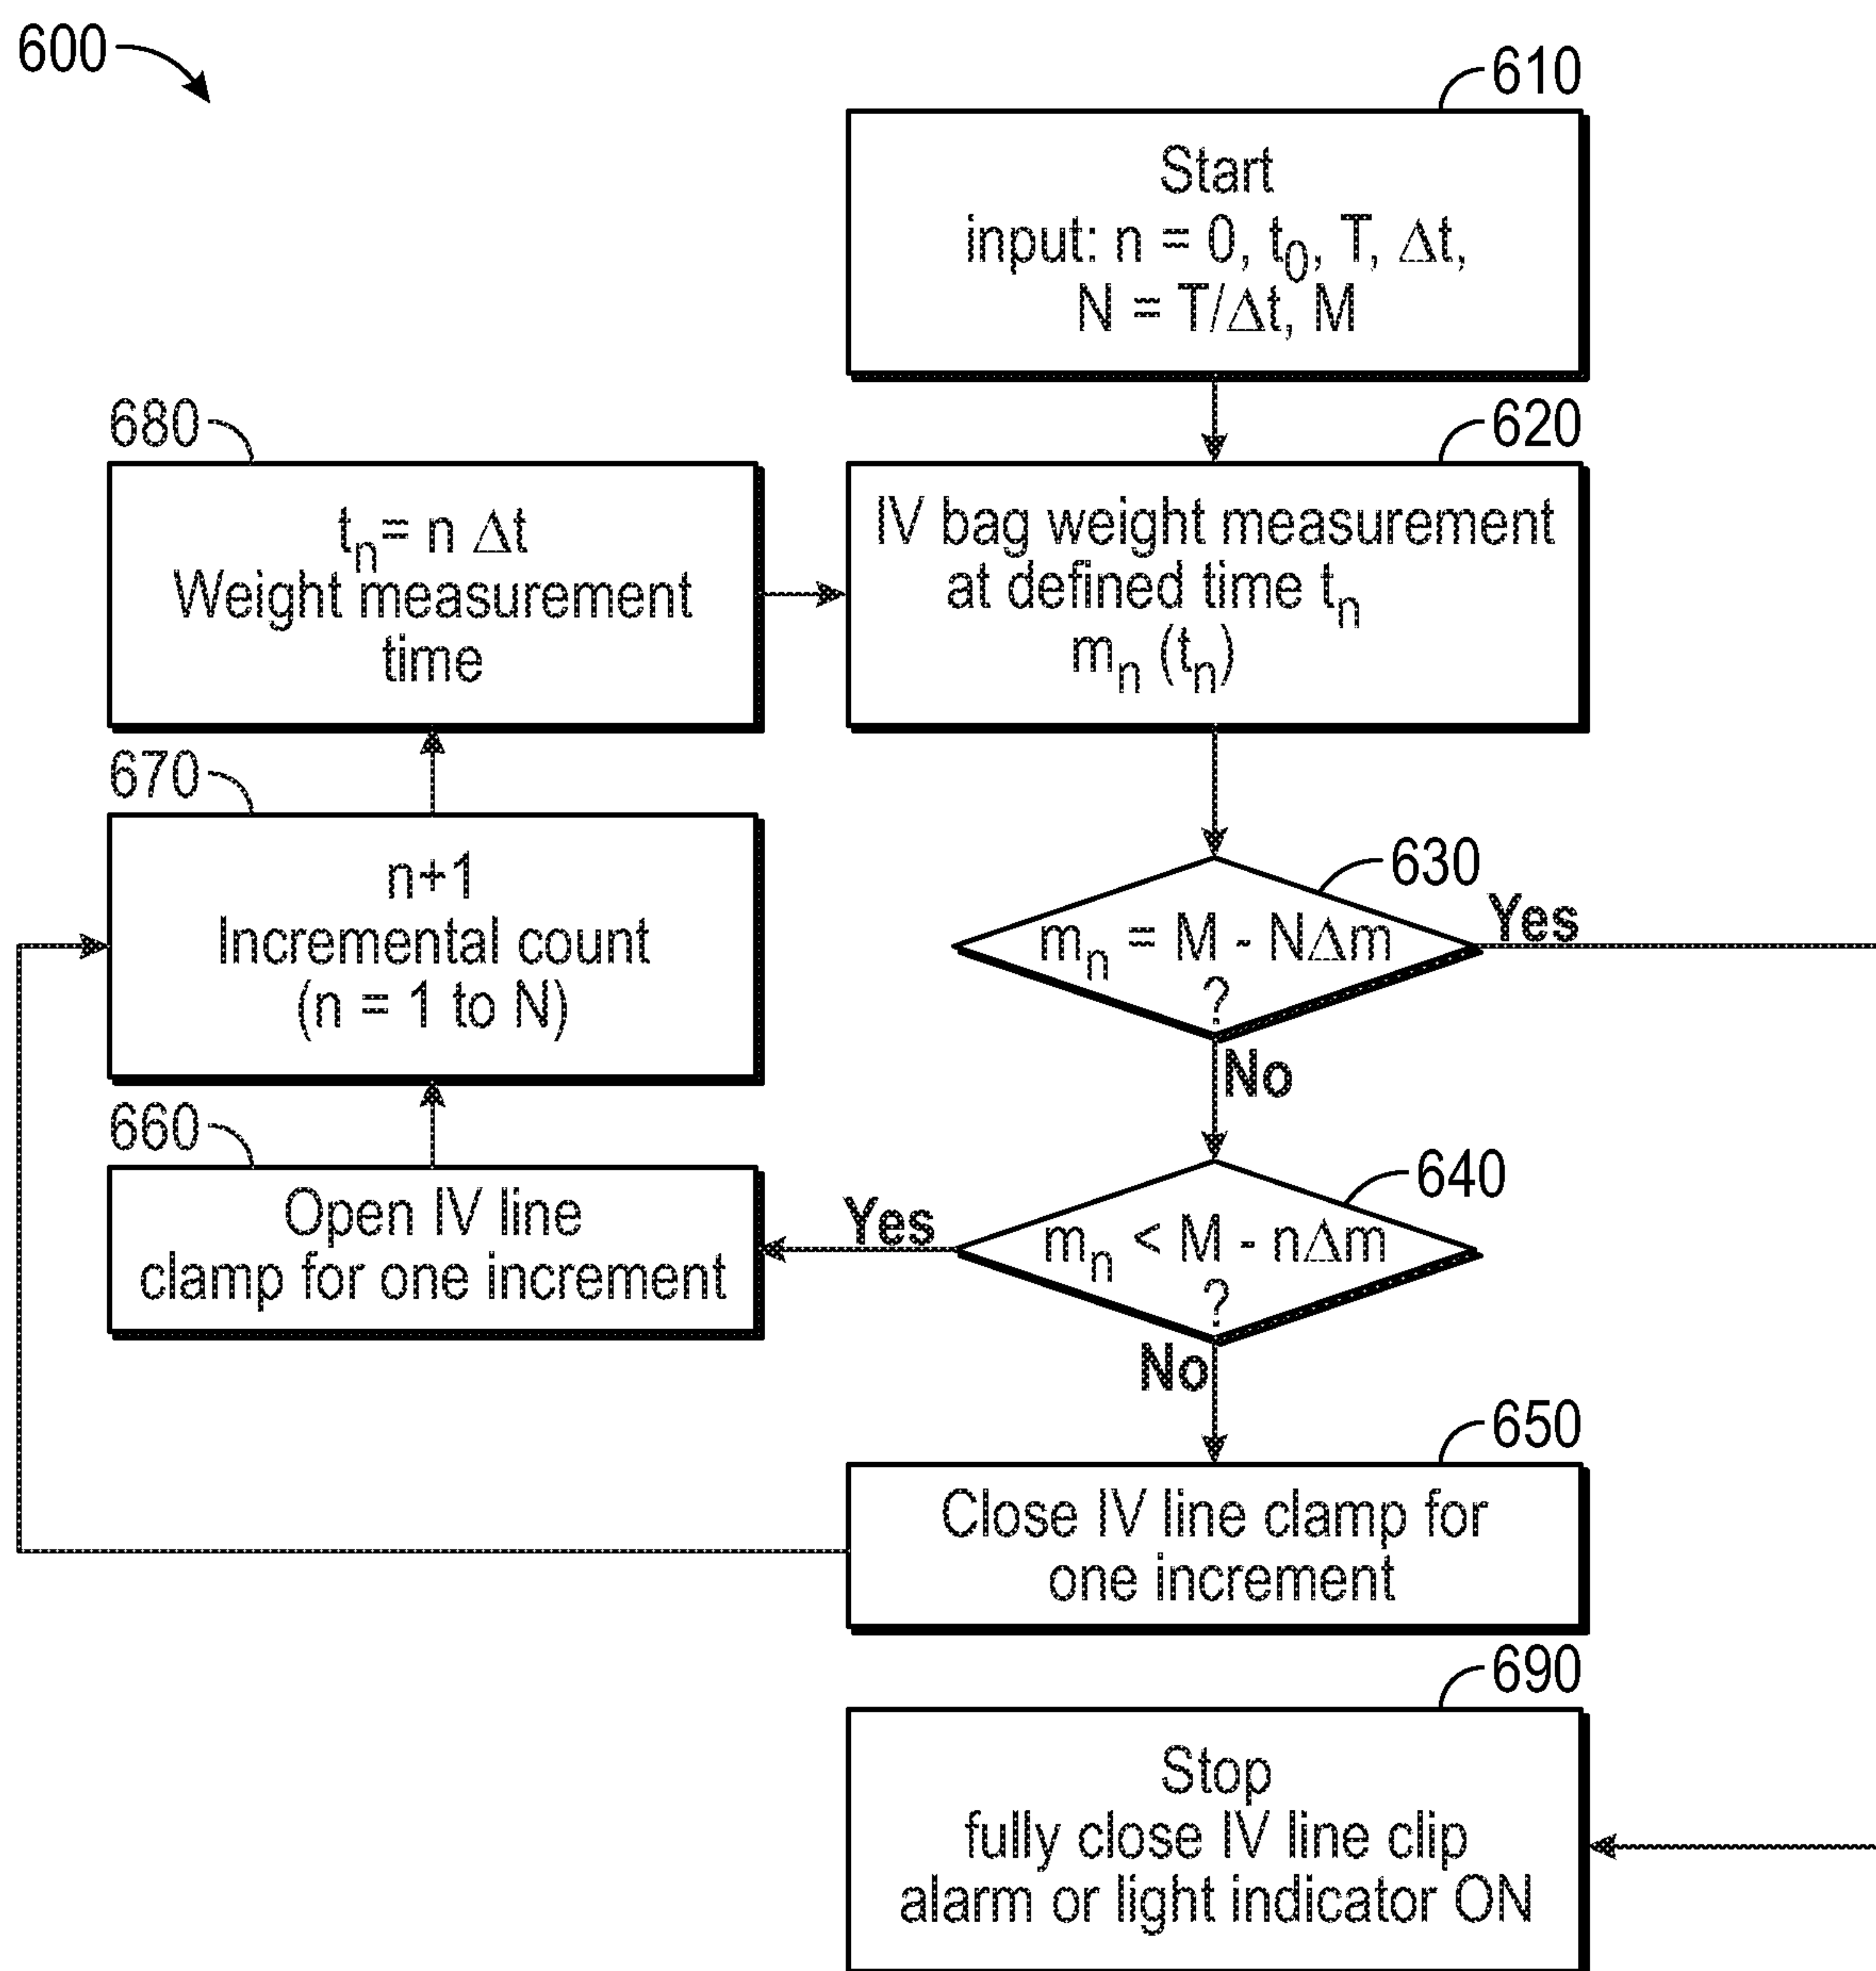 600
610
Start
input: n = 0, t₀, T, Δt,
N = T/Δt, M
680
tₙ= n Δt
Weight measurement
time
620
IV bag weight measurement
at defined time tₙ
mₙ (tₙ)
670
n+1
Incremental count
(n = 1 to N)
630
mₙ = M - NΔm
?
Yes
No
660
Open IV line
clamp for one increment
640
Yes
mₙ < M - nΔm
?
No
650
Close IV line clamp for
one increment
690
Stop
fully close IV line clip
alarm or light indicator ON